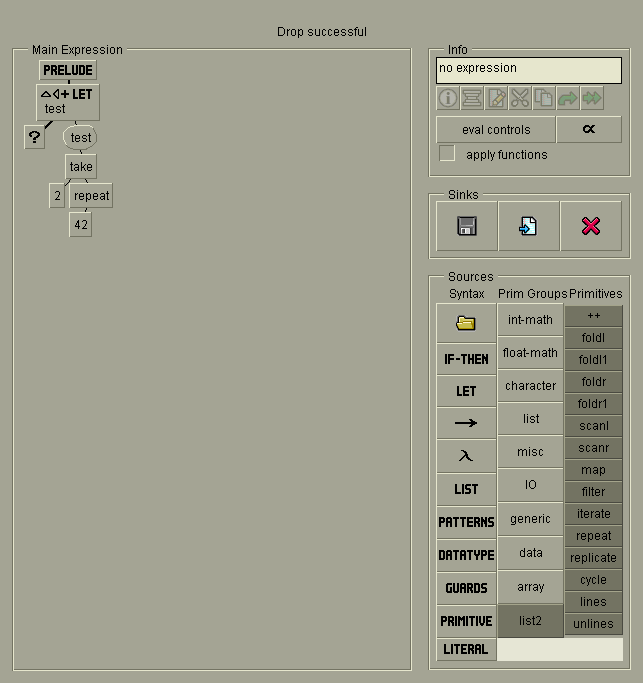 Drop successful
Main Expression
PRELUDE
LET
test
?
test
take
2
repeat
42
Info
no expression
eval controls
∝
apply functions
Sinks
Sources
Syntax
Prim Groups
Primitives
IF-THEN
LET
→
λ
LIST
PATTERNS
DATATYPE
GUARDS
PRIMITIVE
LITERAL
int-math
float-math
character
list
misc
IO
generic
data
array
list2
++
foldl
foldl1
foldr
foldr1
scanl
scanr
map
filter
iterate
repeat
replicate
cycle
lines
unlines